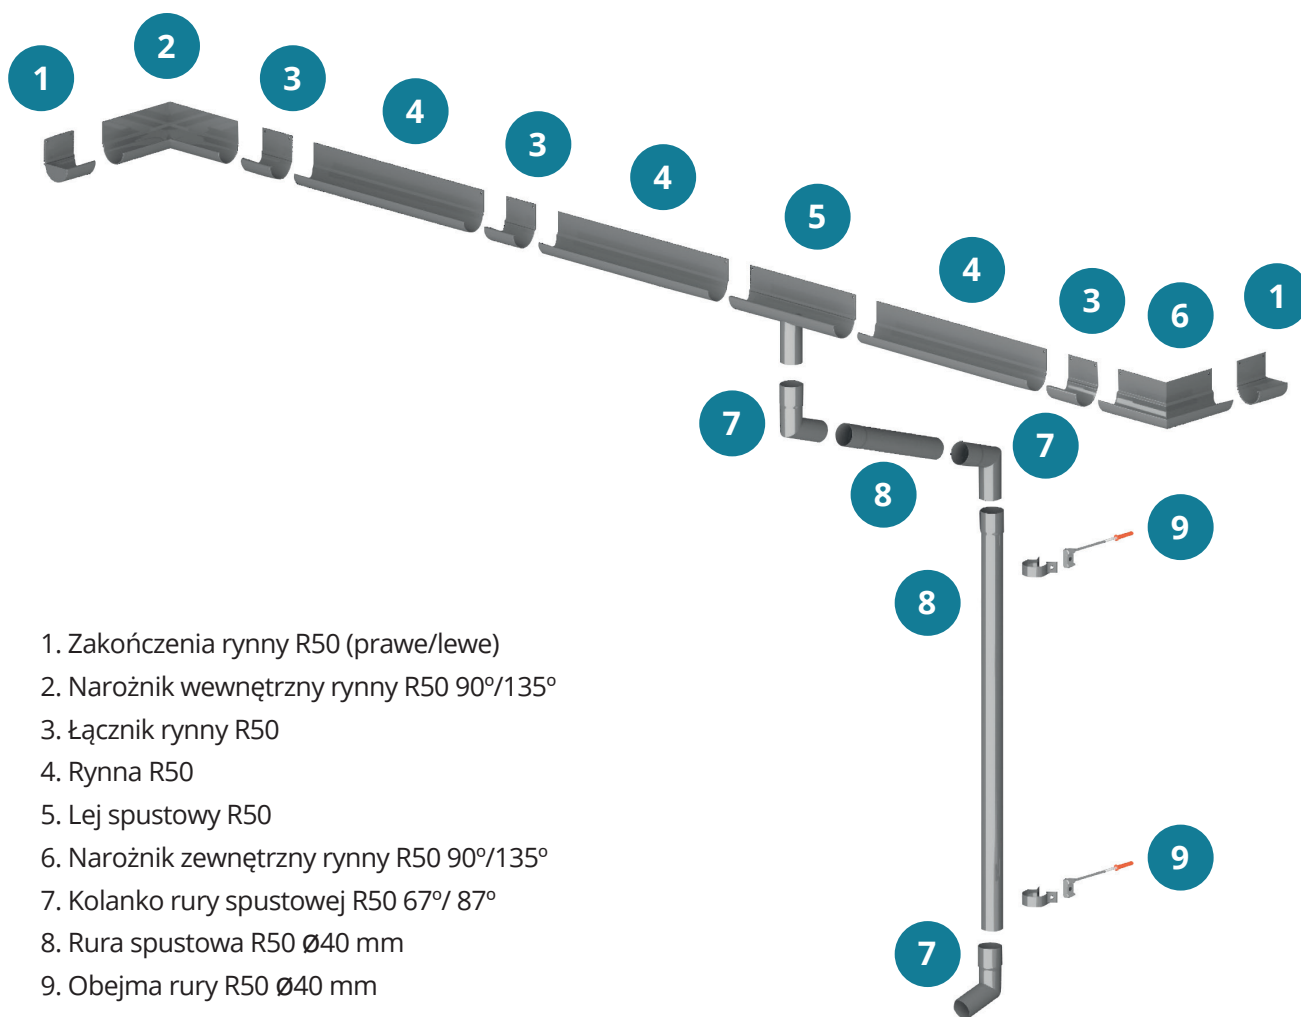 1
2
3
4
3
4
5
4
3
6
1
7
8
7
9
8
9
7
1. Zakończenia rynny R50 (prawe/lewe)
2. Narożnik wewnętrzny rynny R50 90º/135º
3. Łącznik rynny R50
4. Rynna R50
5. Lej spustowy R50
6. Narożnik zewnętrzny rynny R50 90º/135º
7. Kolanko rury spustowej R50 67º/ 87º
8. Rura spustowa R50 Ø40 mm
9. Obejma rury R50 Ø40 mm